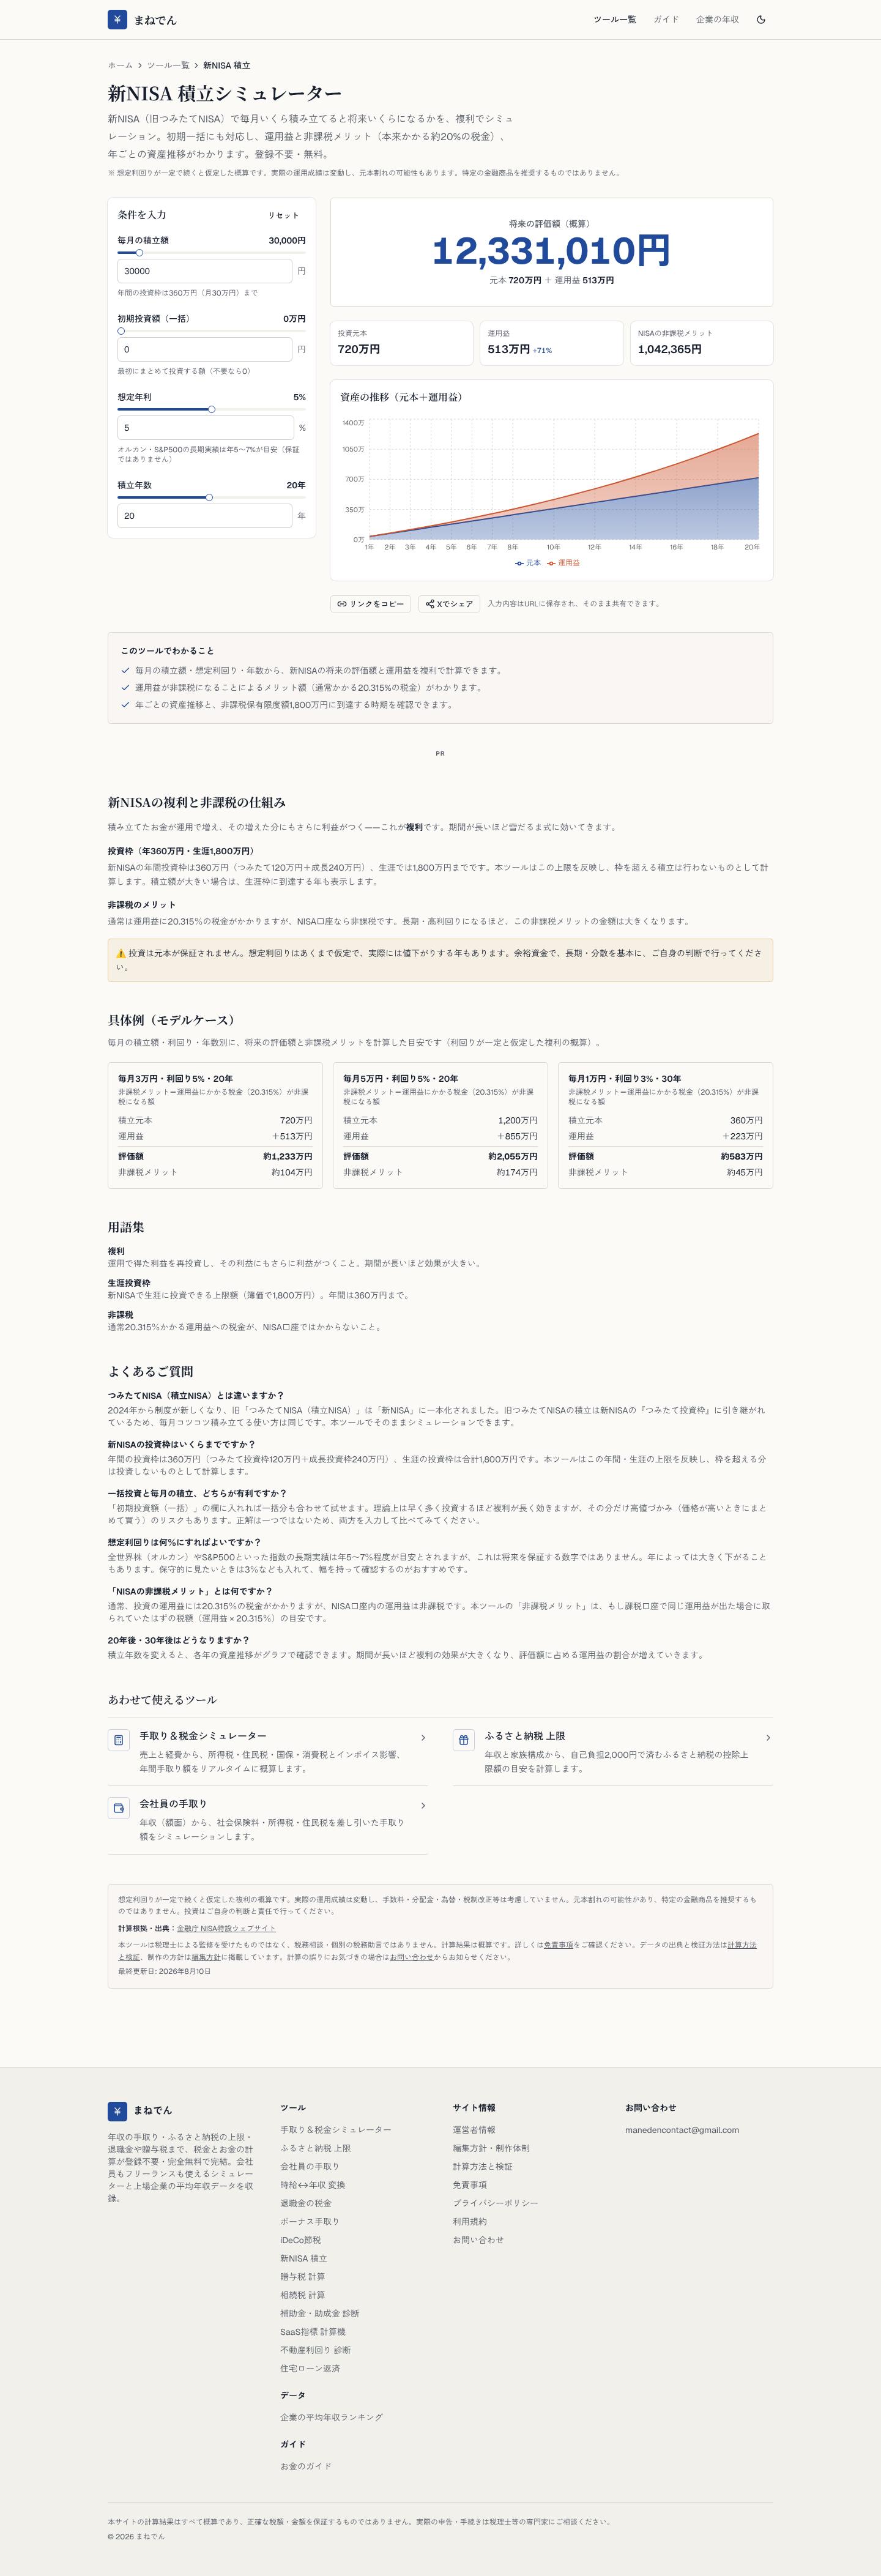 ¥ まねでん
ツール一覧 ガイド 企業の年収
ホーム > ツール一覧 > 新NISA 積立
新NISA 積立シミュレーター
新NISA（旧つみたてNISA）で毎月いくら積み立てると将来いくらになるかを、複利でシミュ
レーション。初期一括にも対応し、運用益と非課税メリット（本来かかる約20%の税金）、
年ごとの資産推移がわかります。登録不要・無料。
※ 想定利回りが一定で続くと仮定した概算です。実際の運用成績は変動し、元本割れの可能性もあります。特定の金融商品を推奨するものではありません。
条件を入力 リセット
毎月の積立額 30,000円
30000 円
年間の投資枠は360万円（月30万円）まで
初期投資額（一括） 0万円
0 円
最初にまとめて投資する額（不要なら0）
想定年利 5%
5 %
オルカン・S&P500の長期実績は年5〜7%が目安（保証
ではありません）
積立年数 20年
20 年
将来の評価額（概算）
12,331,010円
元本 720万円 ＋ 運用益 513万円
投資元本
720万円
運用益
513万円 +71%
NISAの非課税メリット
1,042,365円
資産の推移（元本＋運用益）
1400万
1050万
700万
350万
0万
1年 2年 3年 4年 5年 6年 7年 8年 10年 12年 14年 16年 18年 20年
元本 運用益
リンクをコピー Xでシェア 入力内容はURLに保存され、そのまま共有できます。
このツールでわかること
毎月の積立額・想定利回り・年数から、新NISAの将来の評価額と運用益を複利で計算できます。
運用益が非課税になることによるメリット額（通常かかる20.315%の税金）がわかります。
年ごとの資産推移と、非課税保有限度額1,800万円に到達する時期を確認できます。
PR
新NISAの複利と非課税の仕組み
積み立てたお金が運用で増え、その増えた分にもさらに利益がつく——これが複利です。期間が長いほど雪だるま式に効いてきます。
投資枠（年360万円・生涯1,800万円）
新NISAの年間投資枠は360万円（つみたて120万円＋成長240万円）、生涯では1,800万円までです。本ツールはこの上限を反映し、枠を超える積立は行わないものとして計
算します。積立額が大きい場合は、生涯枠に到達する年も表示します。
非課税のメリット
通常は運用益に20.315％の税金がかかりますが、NISA口座なら非課税です。長期・高利回りになるほど、この非課税メリットの金額は大きくなります。
⚠️ 投資は元本が保証されません。想定利回りはあくまで仮定で、実際には値下がりする年もあります。余裕資金で、長期・分散を基本に、ご自身の判断で行ってくださ
い。
具体例（モデルケース）
毎月の積立額・利回り・年数別に、将来の評価額と非課税メリットを計算した目安です（利回りが一定と仮定した複利の概算）。
毎月3万円・利回り5%・20年
非課税メリット＝運用益にかかる税金（20.315%）が非課
税になる額
積立元本 720万円
運用益 ＋513万円
評価額 約1,233万円
非課税メリット 約104万円
毎月5万円・利回り5%・20年
非課税メリット＝運用益にかかる税金（20.315%）が非課
税になる額
積立元本 1,200万円
運用益 ＋855万円
評価額 約2,055万円
非課税メリット 約174万円
毎月1万円・利回り3%・30年
非課税メリット＝運用益にかかる税金（20.315%）が非課
税になる額
積立元本 360万円
運用益 ＋223万円
評価額 約583万円
非課税メリット 約45万円
用語集
複利
運用で得た利益を再投資し、その利益にもさらに利益がつくこと。期間が長いほど効果が大きい。
生涯投資枠
新NISAで生涯に投資できる上限額（簿価で1,800万円）。年間は360万円まで。
非課税
通常20.315％かかる運用益への税金が、NISA口座ではかからないこと。
よくあるご質問
つみたてNISA（積立NISA）とは違いますか？
2024年から制度が新しくなり、旧「つみたてNISA（積立NISA）」は「新NISA」に一本化されました。旧つみたてNISAの積立は新NISAの『つみたて投資枠』に引き継がれ
ているため、毎月コツコツ積み立てる使い方は同じです。本ツールでそのままシミュレーションできます。
新NISAの投資枠はいくらまでですか？
年間の投資枠は360万円（つみたて投資枠120万円＋成長投資枠240万円）、生涯の投資枠は合計1,800万円です。本ツールはこの年間・生涯の上限を反映し、枠を超える分
は投資しないものとして計算します。
一括投資と毎月の積立、どちらが有利ですか？
「初期投資額（一括）」の欄に入れれば一括分も合わせて試せます。理論上は早く多く投資するほど複利が長く効きますが、その分だけ高値づかみ（価格が高いときにまと
めて買う）のリスクもあります。正解は一つではないため、両方を入力して比べてみてください。
想定利回りは何％にすればよいですか？
全世界株（オルカン）やS&P500といった指数の長期実績は年5〜7％程度が目安とされますが、これは将来を保証する数字ではありません。年によっては大きく下がること
もあります。保守的に見たいときは3％なども入れて、幅を持って確認するのがおすすめです。
「NISAの非課税メリット」とは何ですか？
通常、投資の運用益には20.315％の税金がかかりますが、NISA口座内の運用益は非課税です。本ツールの「非課税メリット」は、もし課税口座で同じ運用益が出た場合に取
られていたはずの税額（運用益 × 20.315％）の目安です。
20年後・30年後はどうなりますか？
積立年数を変えると、各年の資産推移がグラフで確認できます。期間が長いほど複利の効果が大きくなり、評価額に占める運用益の割合が増えていきます。
あわせて使えるツール
手取り＆税金シミュレーター
売上と経費から、所得税・住民税・国保・消費税とインボイス影響、
年間手取り額をリアルタイムに概算します。
ふるさと納税 上限
年収と家族構成から、自己負担2,000円で済むふるさと納税の控除上
限額の目安を計算します。
会社員の手取り
年収（額面）から、社会保険料・所得税・住民税を差し引いた手取り
額をシミュレーションします。
想定利回りが一定で続くと仮定した複利の概算です。実際の運用成績は変動し、手数料・分配金・為替・税制改正等は考慮していません。元本割れの可能性があり、特定の金融商品を推奨するも
のではありません。投資はご自身の判断と責任で行ってください。
計算根拠・出典：金融庁 NISA特設ウェブサイト
本ツールは税理士による監修を受けたものではなく、税務相談・個別の税務助言ではありません。計算結果は概算です。詳しくは免責事項をご確認ください。データの出典と検証方法は計算方法
と検証、制作の方針は編集方針に掲載しています。計算の誤りにお気づきの場合はお問い合わせからお知らせください。
最終更新日: 2026年8月10日
¥ まねでん
年収の手取り・ふるさと納税の上限・
退職金や贈与税まで、税金とお金の計
算が登録不要・完全無料で完結。会社
員もフリーランスも使えるシミュレー
ターと上場企業の平均年収データを収
録。
ツール
手取り＆税金シミュレーター
ふるさと納税 上限
会社員の手取り
時給⇔年収 変換
退職金の税金
ボーナス手取り
iDeCo節税
新NISA 積立
贈与税 計算
相続税 計算
補助金・助成金 診断
SaaS指標 計算機
不動産利回り 診断
住宅ローン返済
データ
企業の平均年収ランキング
ガイド
お金のガイド
サイト情報
運営者情報
編集方針・制作体制
計算方法と検証
免責事項
プライバシーポリシー
利用規約
お問い合わせ
お問い合わせ
manedencontact@gmail.com
本サイトの計算結果はすべて概算であり、正確な税額・金額を保証するものではありません。実際の申告・手続きは税理士等の専門家にご相談ください。
© 2026 まねでん